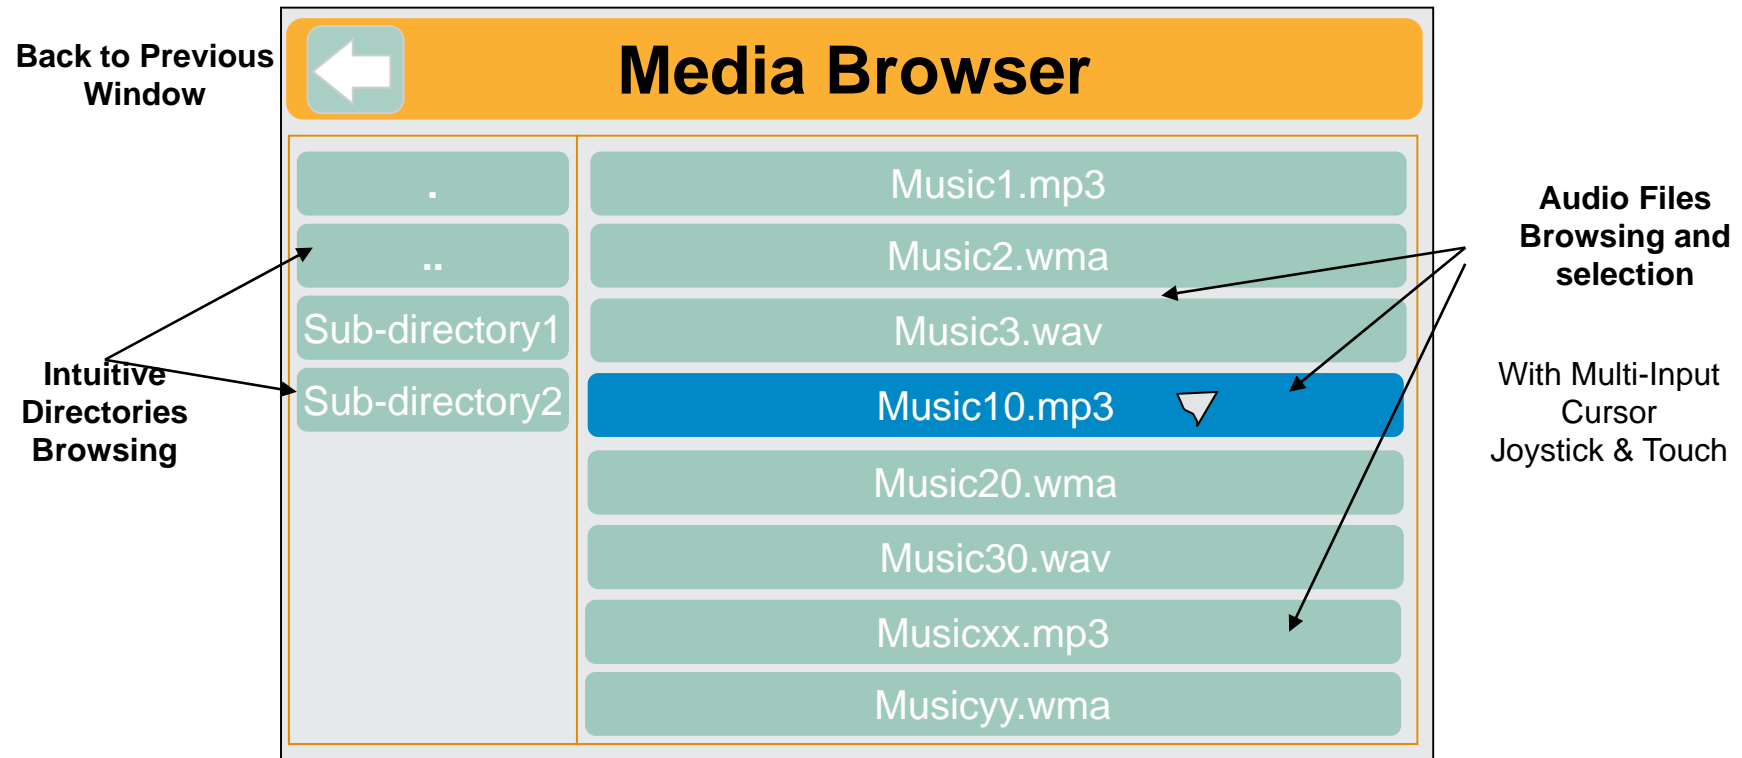 Back to Previous
Window
Media Browser
.
..
Sub-directory1
Sub-directory2
Music1.mp3
Music2.wma
Music3.wav
Music10.mp3
Music20.wma
Music30.wav
Musicxx.mp3
Musicyy.wma
Intuitive
Directories
Browsing
Audio Files
Browsing and
selection
With Multi-Input
Cursor
Joystick & Touch